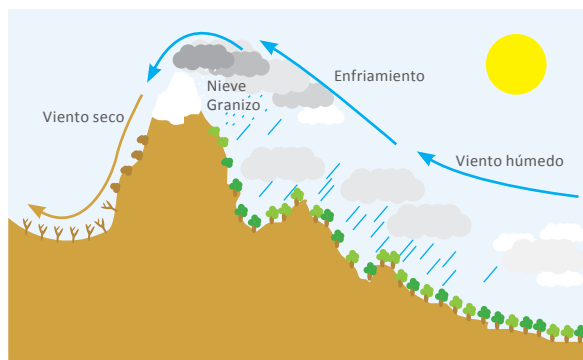 Enfriamiento
Nieve
Granizo
Viento seco
Viento húmedo